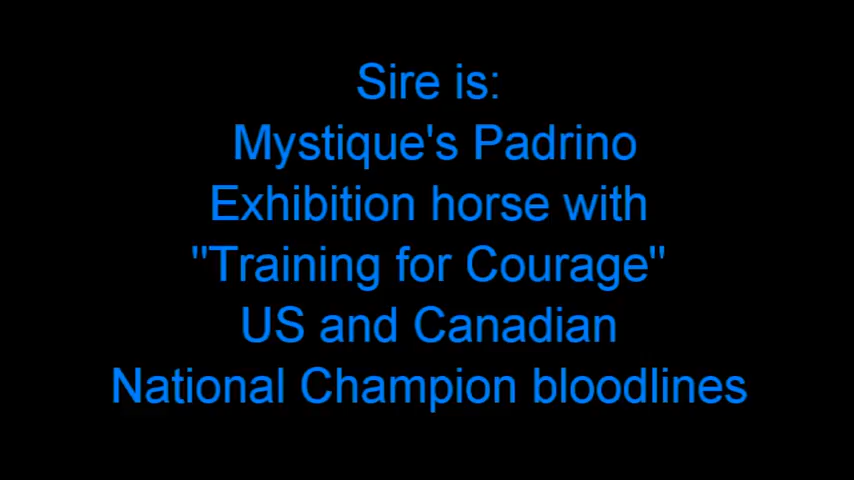 Sire is:
Mystique's Padrino
Exhibition horse with
"Training for Courage"
US and Canadian
National Champion bloodlines